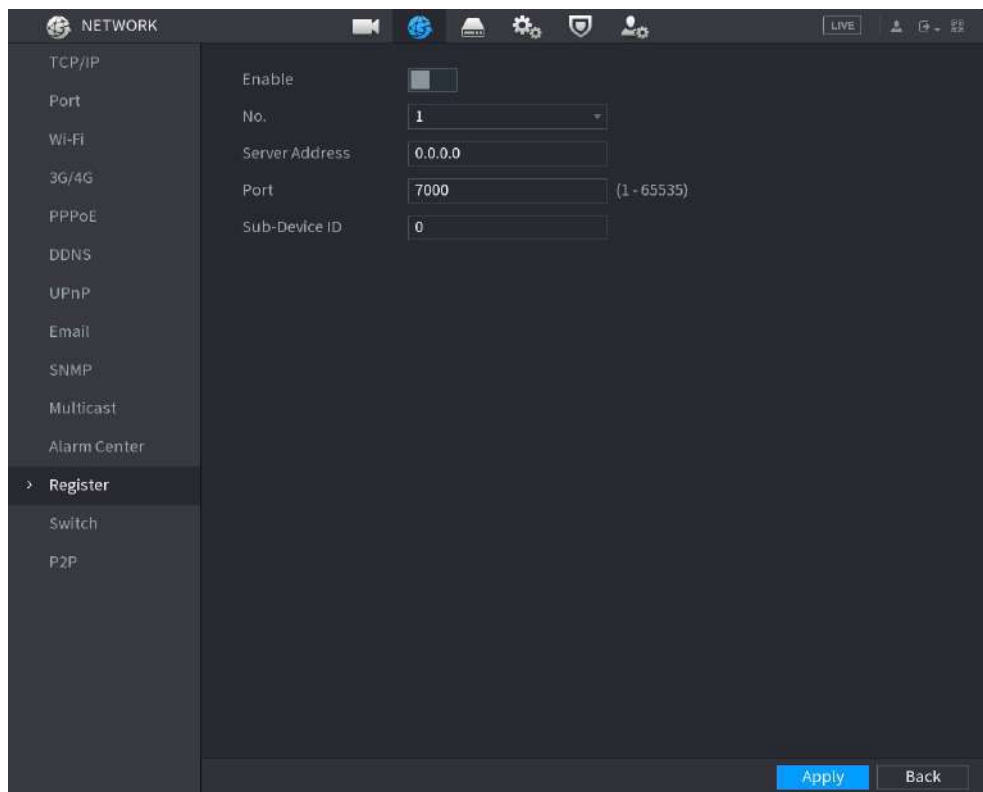 NETWORK
LIVE
TCP/IP
Port
Wi-Fi
3G/4G
PPPoE
DDNS
UPnP
Email
SNMP
Multicast
Alarm Center
> Register
Switch
P2P
Enable
No. 1
Server Address 0.0.0.0
Port 7000 (1 - 65535)
Sub-Device ID 0
Apply Back